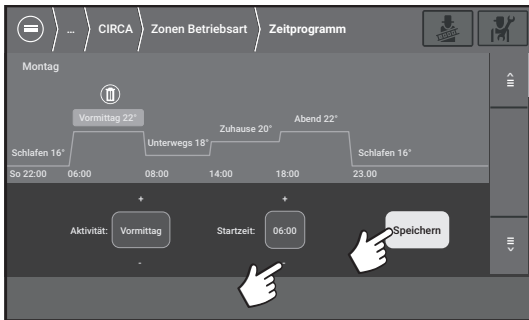 ... CIRCA Zonen Betriebsart Zeitprogramm
Montag
Vormittag 22°
Abend 22°
Zuhause 20°
Unterwegs 18°
Schlafen 16°
Schlafen 16°
So 22:00 06:00 08:00 14:00 18:00 23.00
+ +
Aktivität: Vormittag Startzeit: 06:00 Speichern
- -